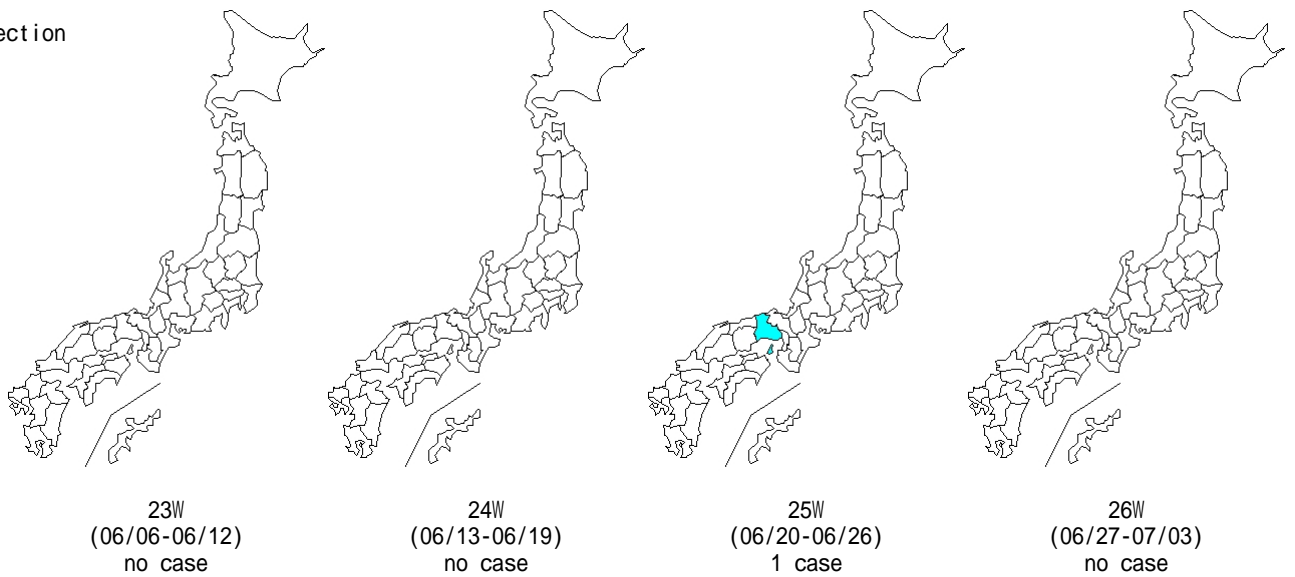 ection
23W
(06/06-06/12)
no case
24W
(06/13-06/19)
no case
25W
(06/20-06/26)
1 case
26W
(06/27-07/03)
no case